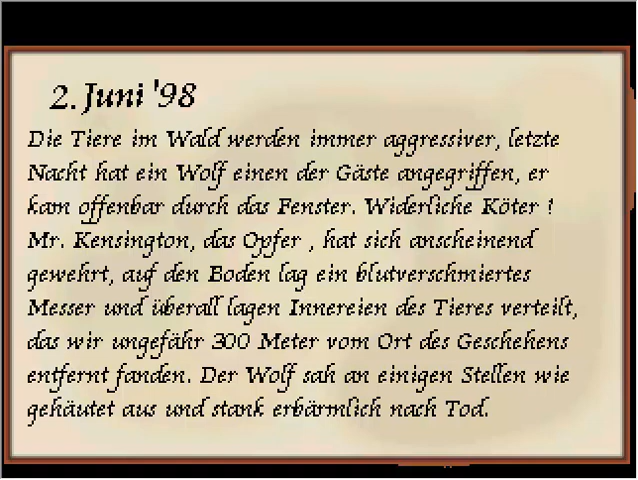 2. Juni '98
Die Tiere im Wald werden immer aggressiver, letzte
Nacht hat ein Wolf einen der Gäste angegriffen, er
kam offenbar durch das Fenster. Widerliche Köter !
Mr. Kensington, das Opfer , hat sich anscheinend
gewehrt, auf den Boden lag ein blutverschmiertes
Messer und überall lagen Innereien des Tieres verteilt,
das wir ungefähr 300 Meter vom Ort des Geschehens
entfernt fanden. Der Wolf sah an einigen Stellen wie
gehäutet aus und stank erbärmlich nach Tod.